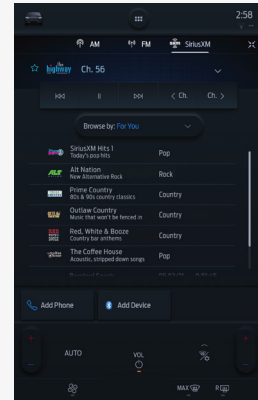 2:58
AM
FM
SiriusXM
the highway
Ch. 56
< Ch.
Ch. >
Browse by: For You
SiriusXM Hits 1
Today's pop hits
Pop
ALT
Alt Nation
New Alternative Rock
Rock
Prime Country
80s & 90s country classics
Country
Outlaw Country
Music that won't be fenced in
Country
Red, White & Booze
Country bar anthems
Country
The Coffee House
Acoustic, stripped down songs
Pop
Add Phone
Add Device
+
+
AUTO
VOL
-
-
MAX
R